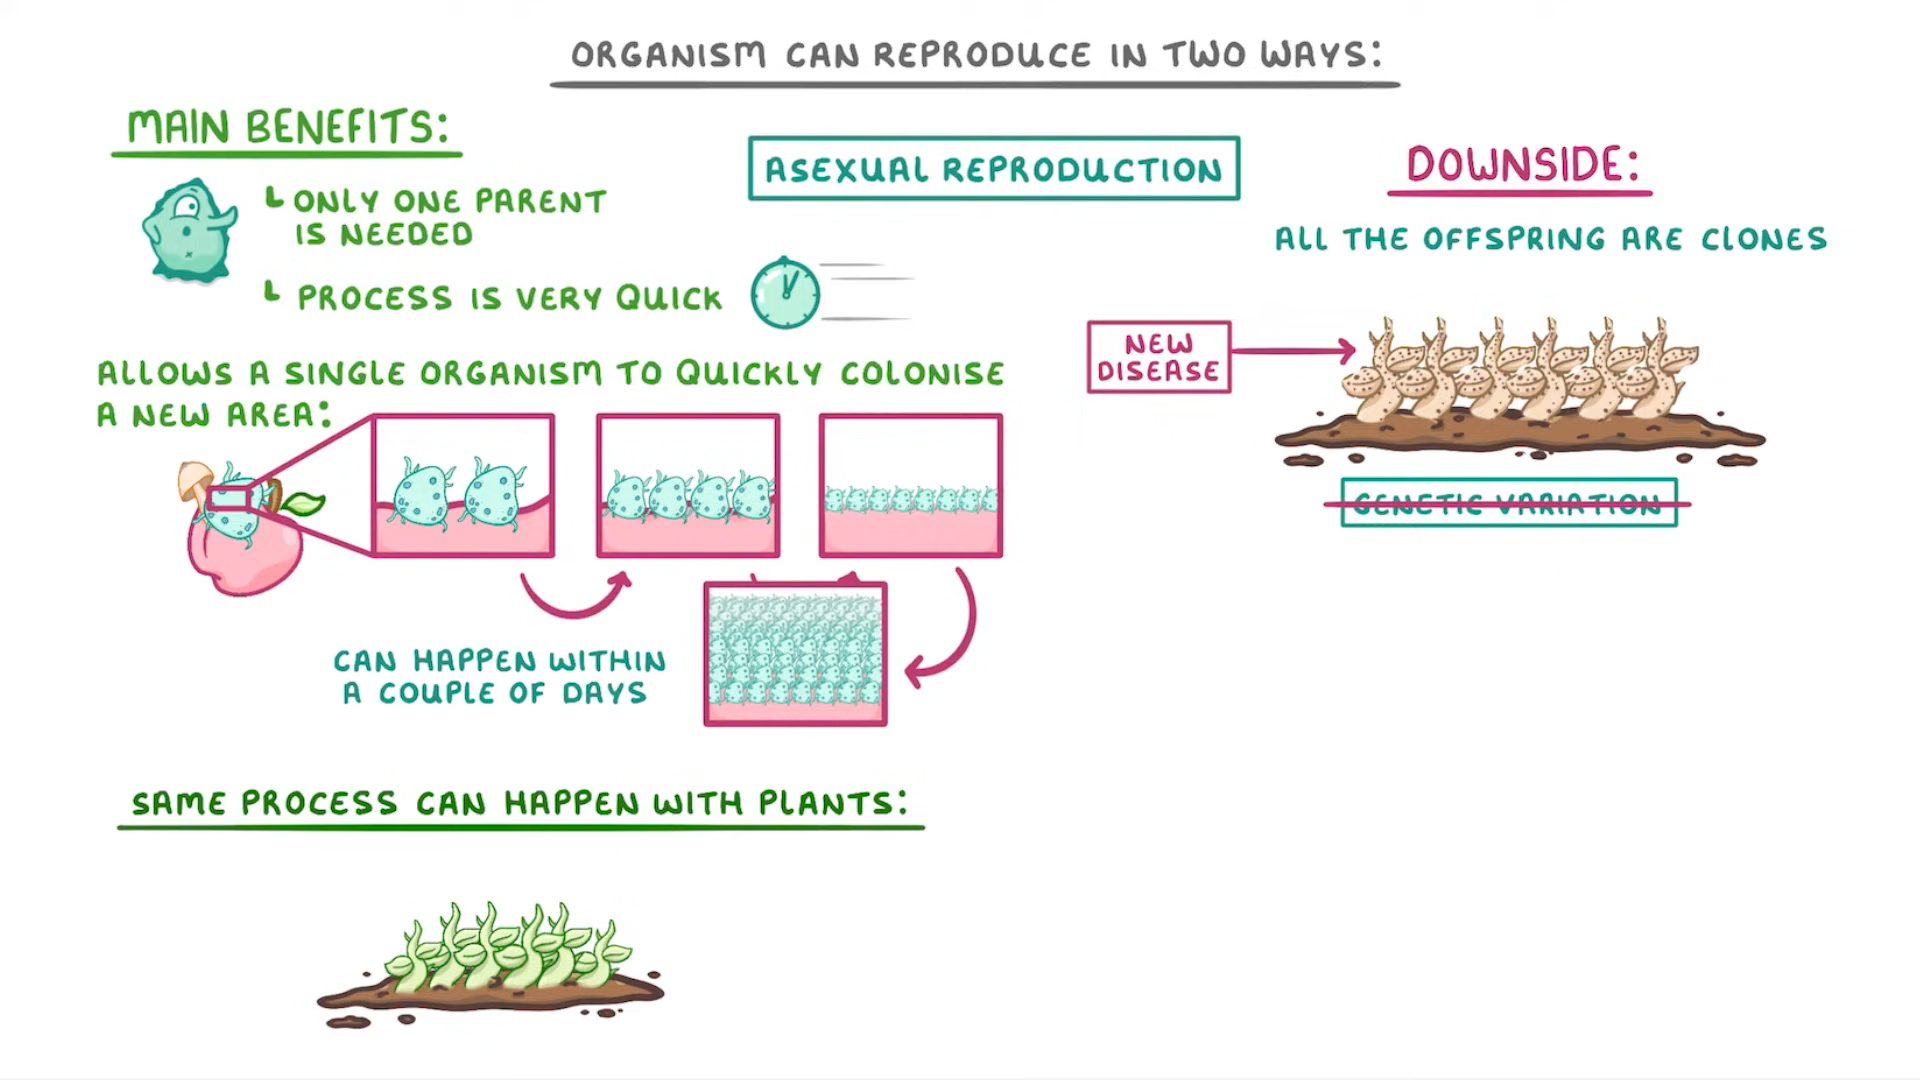 ORGANISM CAN REPRODUCE IN TWO WAYS:
MAIN BENEFITS:
ONLY ONE PARENT
IS NEEDED
PROCESS IS VERY QUICK
ALLOWS A SINGLE ORGANISM TO QUICKLY COLONISE
A NEW AREA:
CAN HAPPEN WITHIN
A COUPLE OF DAYS
SAME PROCESS CAN HAPPEN WITH PLANTS:
ASEXUAL REPRODUCTION
DOWNSIDE:
ALL THE OFFSPRING ARE CLONES
NEW
DISEASE
GENETIC VARIATION